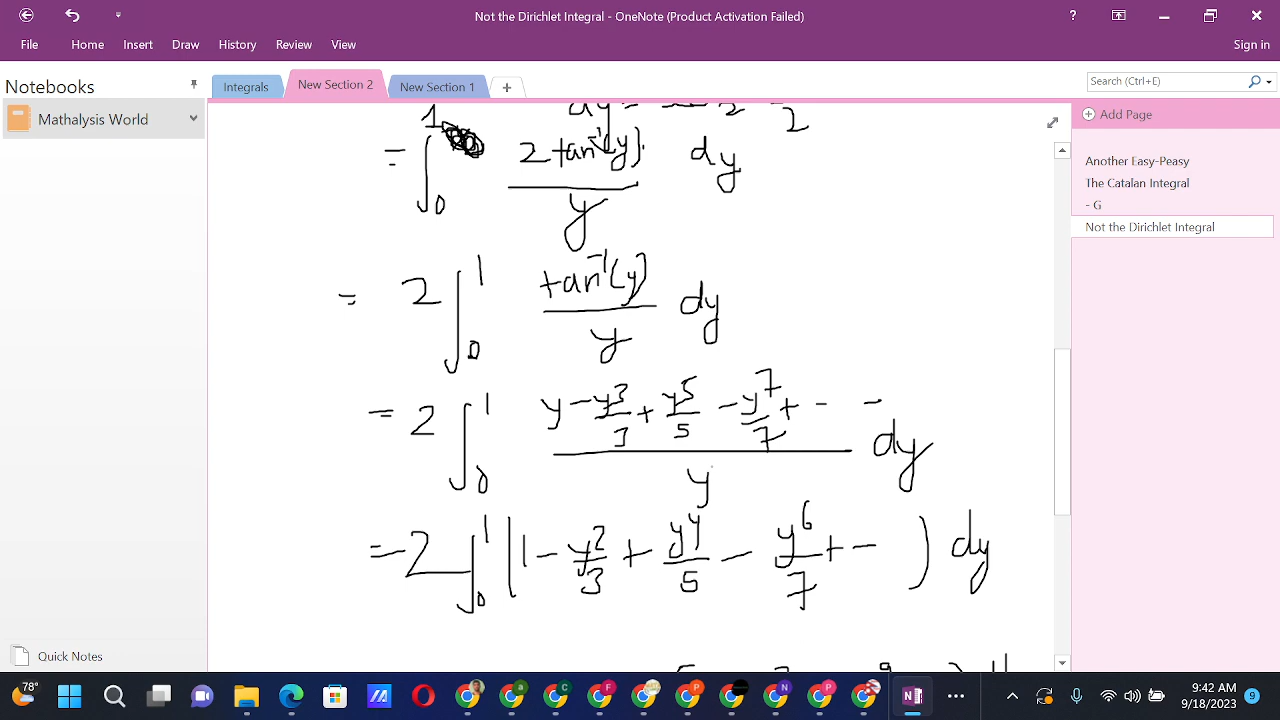 Not the Dirichlet Integral - OneNote (Product Activation Failed)
?
File Home Insert Draw History Review View
Sign in
Notebooks
Integrals New Section 2 New Section 1 +
Search (Ctrl+E)
Mathalysis World
Add Page
Another Easy-Peasy
The Catalan Integral
- G
Not the Dirichlet Integral
= ∫₀¹ 2 tan⁻¹(y) / y dy
= 2 ∫₀¹ tan⁻¹(y) / y dy
= 2 ∫₀¹ (y - y³/3 + y⁵/5 - y⁷/7 + - -) / y dy
= 2 ∫₀¹ (1 - y²/3 + y⁴/5 - y⁶/7 + - ) dy
Quick Notes
78°
9:42 AM
9/18/2023
9